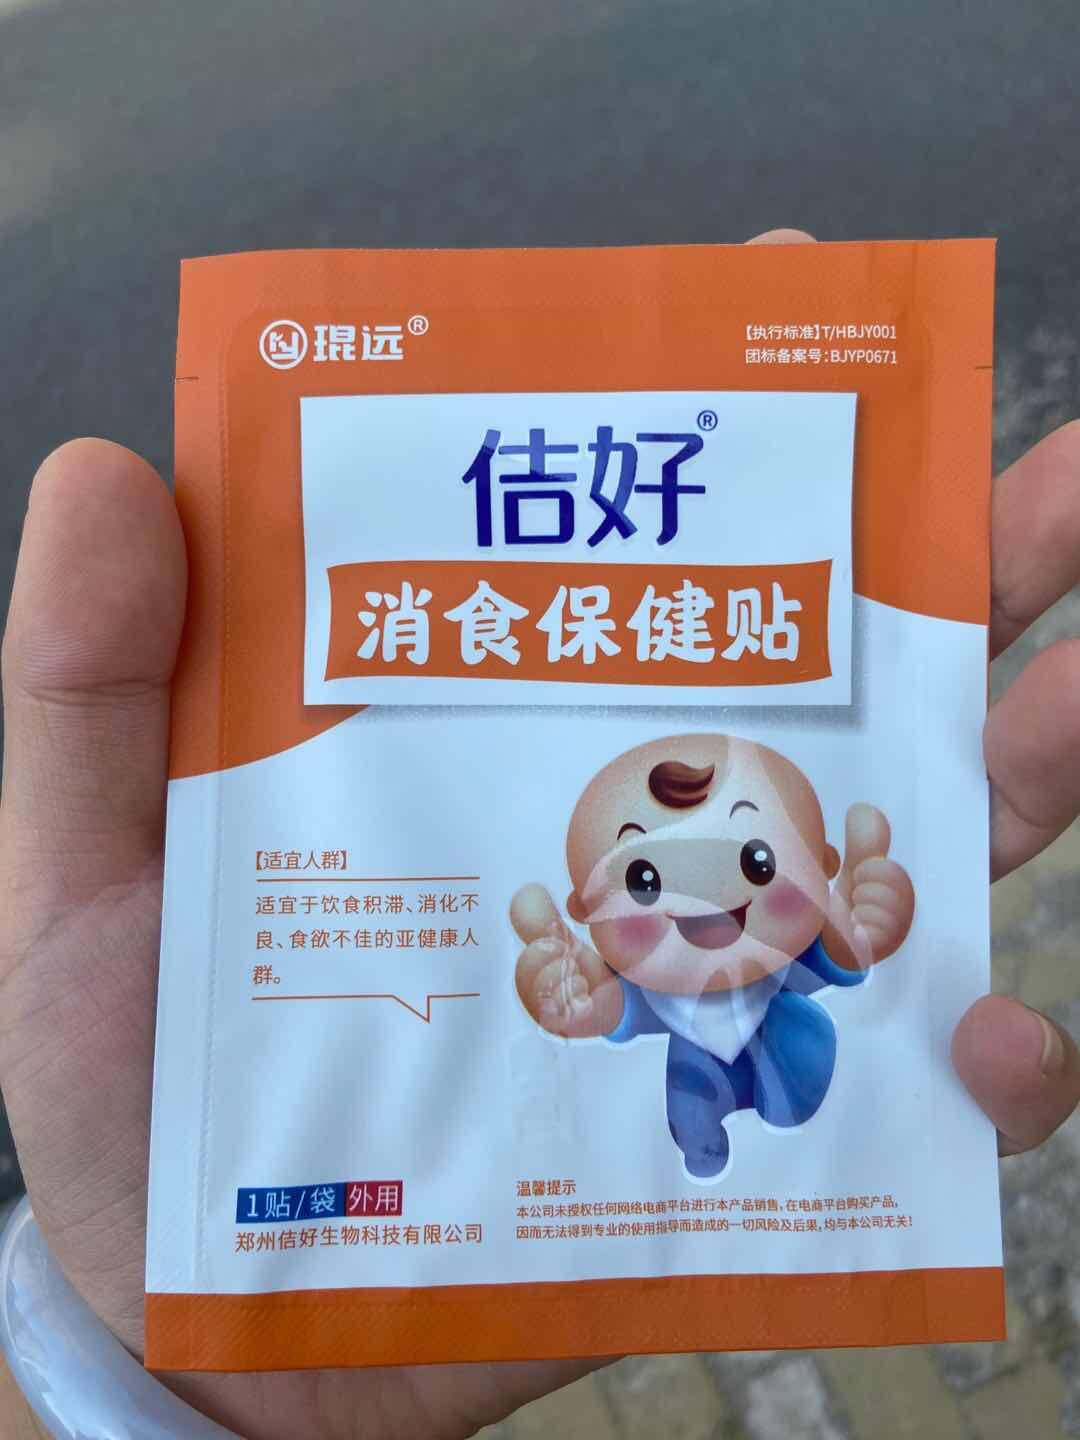 琨远®
【执行标准】T/HBJY001
团标备案号:BJYP0671
佶好®
消食保健贴
【适宜人群】
适宜于饮食积滞、消化不
良、食欲不佳的亚健康人
群。
1贴/袋 外用
郑州佶好生物科技有限公司
温馨提示
本公司未授权任何网络电商平台进行本产品销售,在电商平台购买产品,
因而无法得到专业的使用指导而造成的一切风险及后果,均与本公司无关!